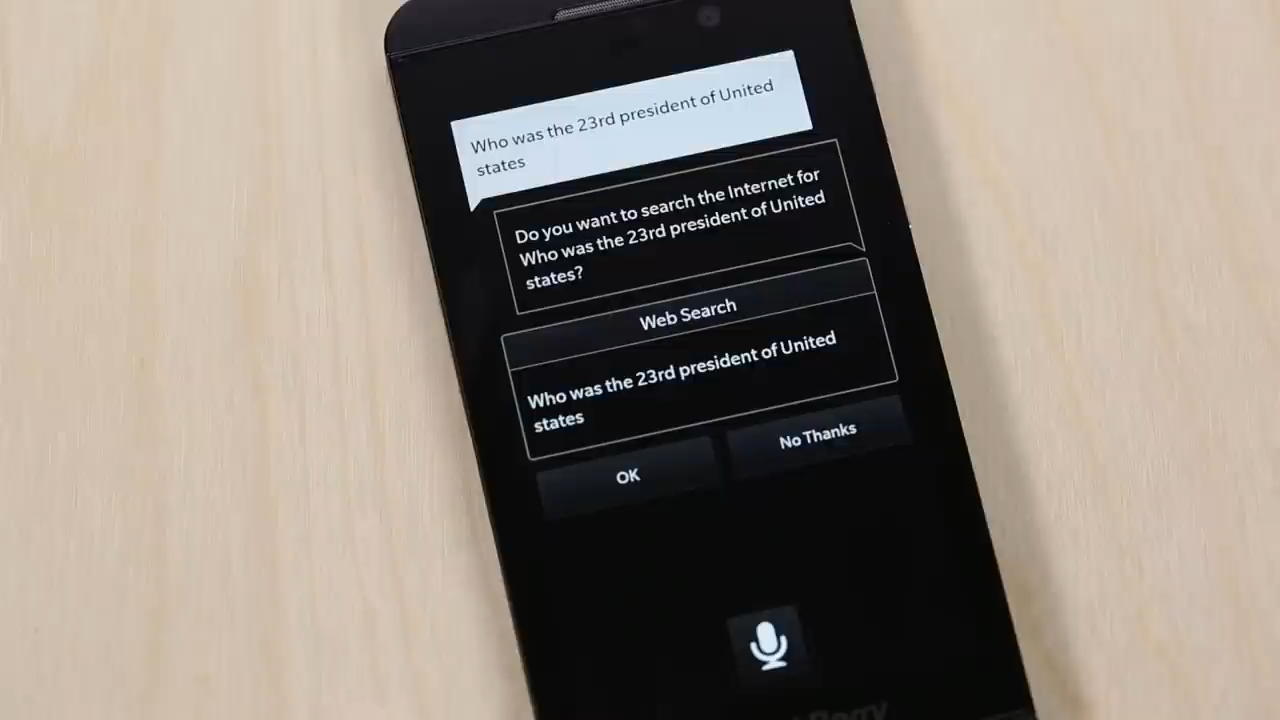 Who was the 23rd president of United
states
Do you want to search the Internet for
Who was the 23rd president of United
states?
Web Search
Who was the 23rd president of United
states
OK
No Thanks